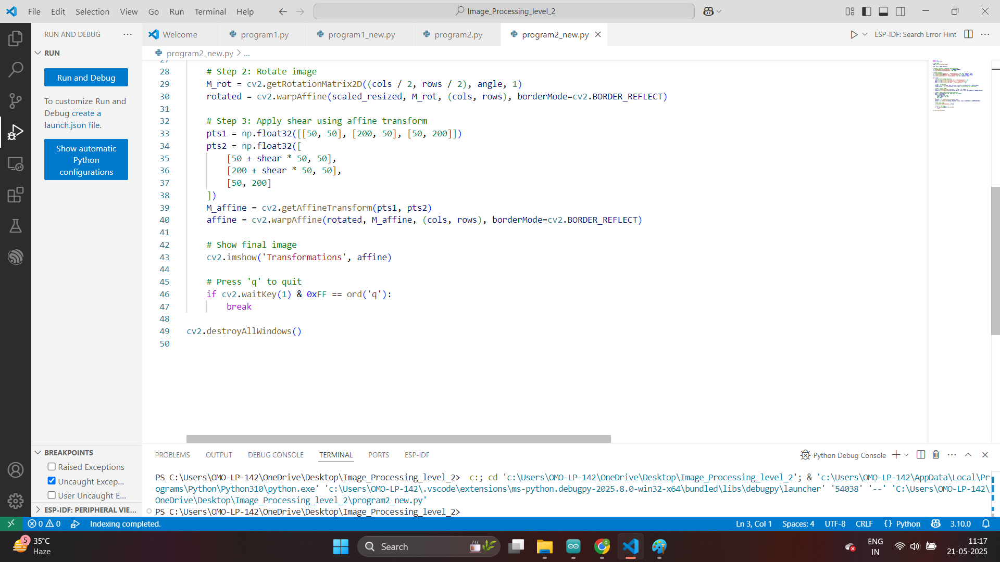 File Edit Selection View Go Run Terminal Help
Image_Processing_level_2
RUN AND DEBUG ...
Welcome program1.py program1_new.py program2.py program2_new.py
ESP-IDF: Search Error Hint
RUN
Run and Debug
To customize Run and
Debug create a
launch.json file.
Show automatic
Python
configurations
program2_new.py > ...
27
28 # Step 2: Rotate image
29 M_rot = cv2.getRotationMatrix2D((cols / 2, rows / 2), angle, 1)
30 rotated = cv2.warpAffine(scaled_resized, M_rot, (cols, rows), borderMode=cv2.BORDER_REFLECT)
31
32 # Step 3: Apply shear using affine transform
33 pts1 = np.float32([[50, 50], [200, 50], [50, 200]])
34 pts2 = np.float32([
35 [50 + shear * 50, 50],
36 [200 + shear * 50, 50],
37 [50, 200]
38 ])
39 M_affine = cv2.getAffineTransform(pts1, pts2)
40 affine = cv2.warpAffine(rotated, M_affine, (cols, rows), borderMode=cv2.BORDER_REFLECT)
41
42 # Show final image
43 cv2.imshow('Transformations', affine)
44
45 # Press 'q' to quit
46 if cv2.waitKey(1) & 0xFF == ord('q'):
47 break
48
49 cv2.destroyAllWindows()
50
BREAKPOINTS
Raised Exceptions
Uncaught Excep...
User Uncaught E...
ESP-IDF: PERIPHERAL VIE...
PROBLEMS OUTPUT DEBUG CONSOLE TERMINAL PORTS ESP-IDF
Python Debug Console
PS C:\Users\OMO-LP-142\OneDrive\Desktop\Image_Processing_level_2> c:; cd 'c:\Users\OMO-LP-142\OneDrive\Desktop\Image_Processing_level_2'; & 'c:\Users\OMO-LP-142\AppData\Local\Pr
ograms\Python\Python310\python.exe' 'c:\Users\OMO-LP-142\.vscode\extensions\ms-python.debugpy-2025.8.0-win32-x64\bundled\libs\debugpy\launcher' '54038' '--' 'C:\Users\OMO-LP-142\
OneDrive\Desktop\Image_Processing_level_2\program2_new.py'
PS C:\Users\OMO-LP-142\OneDrive\Desktop\Image_Processing_level_2>
0 0 Indexing completed.
Ln 3, Col 1 Spaces: 4 UTF-8 CRLF {} Python 3.10.0
5 35°C
Haze
Search
ENG
IN
11:17
21-05-2025